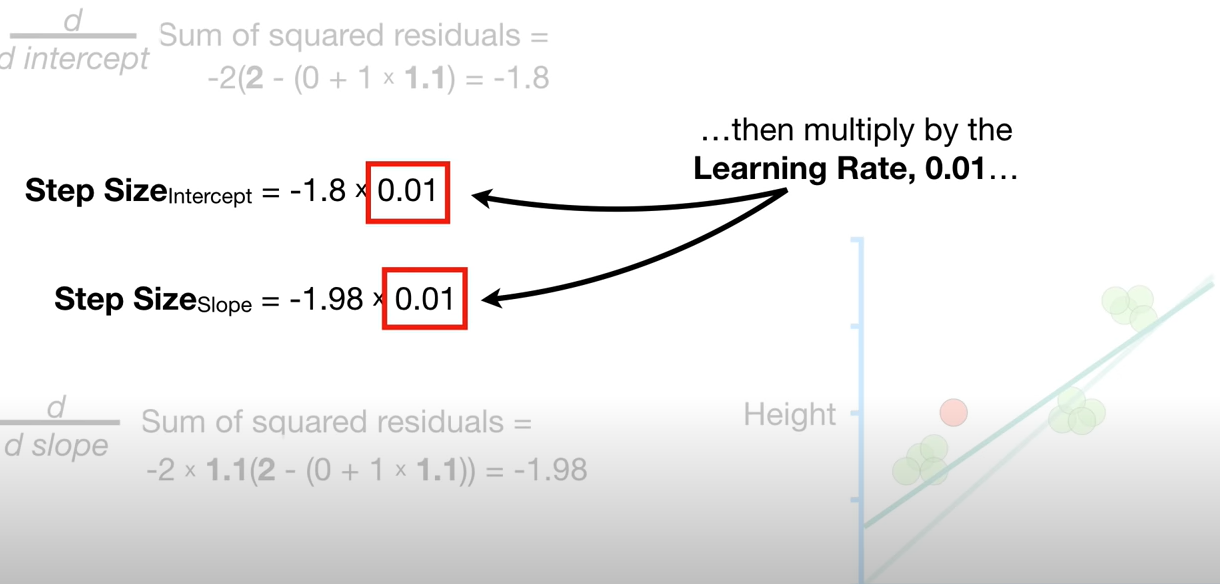 d
d intercept
Sum of squared residuals =
-2(2 - (0 + 1 × 1.1) = -1.8
…then multiply by the
Learning Rate, 0.01…
Step SizeIntercept = -1.8 × 0.01
Step SizeSlope = -1.98 × 0.01
d
d slope
Sum of squared residuals =
-2 × 1.1(2 - (0 + 1 × 1.1)) = -1.98
Height